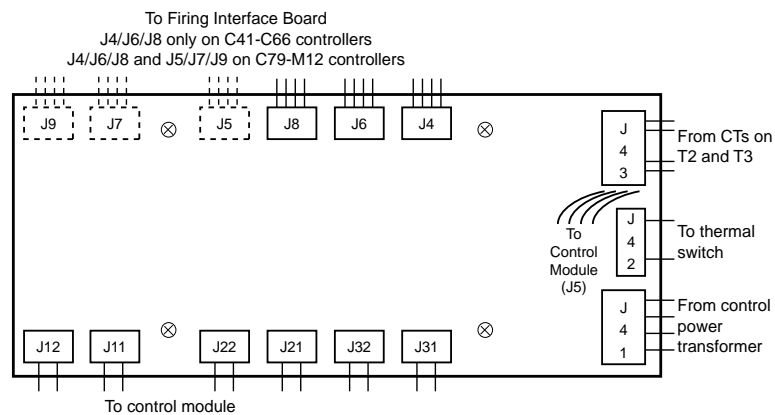 To Firing Interface Board
J4/J6/J8 only on C41-C66 controllers
J4/J6/J8 and J5/J7/J9 on C79-M12 controllers
J9
J7
J5
J8
J6
J4
J
4
3
From CTs on
T2 and T3
To
Control
Module
(J5)
J
4
2
To thermal
switch
J
4
1
From control
power
transformer
J12
J11
J22
J21
J32
J31
To control module